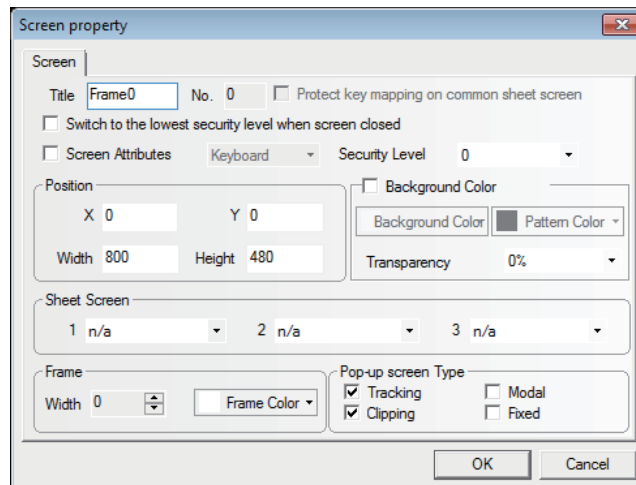 Screen property
Screen
Title Frame0 No. 0 Protect key mapping on common sheet screen
Switch to the lowest security level when screen closed
Screen Attributes Keyboard Security Level 0
Position Background Color
X 0 Y 0 Background Color Pattern Color
Width 800 Height 480 Transparency 0%
Sheet Screen
1 n/a 2 n/a 3 n/a
Frame Pop-up screen Type
Width 0 Frame Color Tracking Modal
Clipping Fixed
OK Cancel